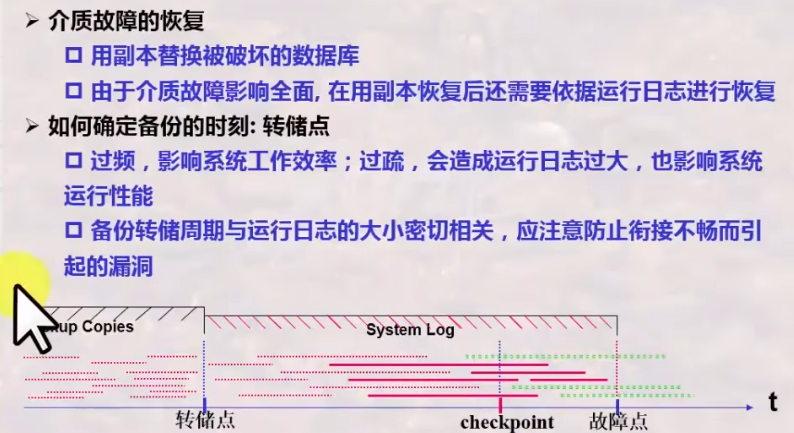 介质故障的恢复
用副本替换被破坏的数据库
由于介质故障影响全面, 在用副本恢复后还需要依据运行日志进行恢复
如何确定备份的时刻: 转储点
过频，影响系统工作效率；过疏，会造成运行日志过大，也影响系统
运行性能
备份转储周期与运行日志的大小密切相关，应注意防止衔接不畅而引
起的漏洞
Copies
System Log
t
转储点
checkpoint
故障点